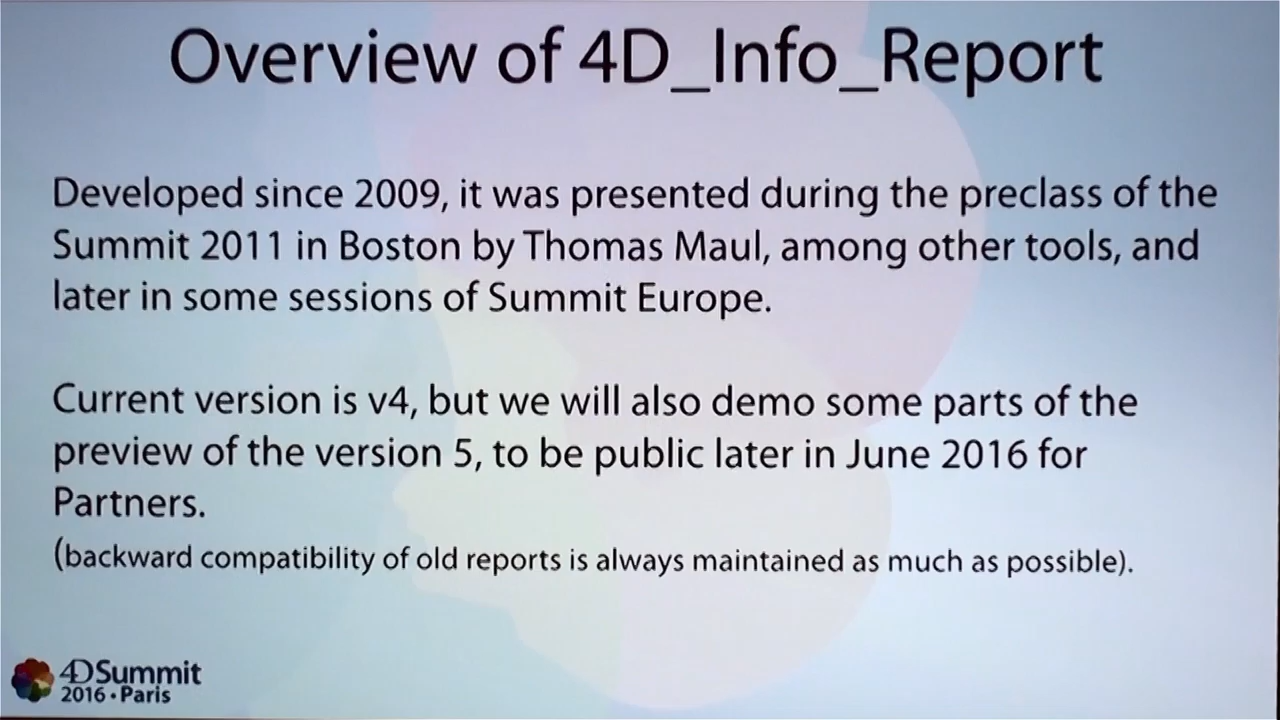 Overview of 4D_Info_Report
Developed since 2009, it was presented during the preclass of the
Summit 2011 in Boston by Thomas Maul, among other tools, and
later in some sessions of Summit Europe.
Current version is v4, but we will also demo some parts of the
preview of the version 5, to be public later in June 2016 for
Partners.
(backward compatibility of old reports is always maintained as much as possible).
4D Summit
2016 • Paris